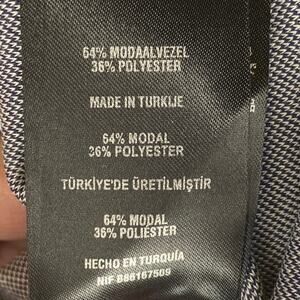 64% MODAALVEZEL
36% POLYESTER
MADE IN TURKIJE
64% MODAL
36% POLYESTER
TÜRKİYE'DE ÜRETİLMİŞTİR
64% MODAL
36% POLIÉSTER
HECHO EN TURQUÍA
NIF B86167509